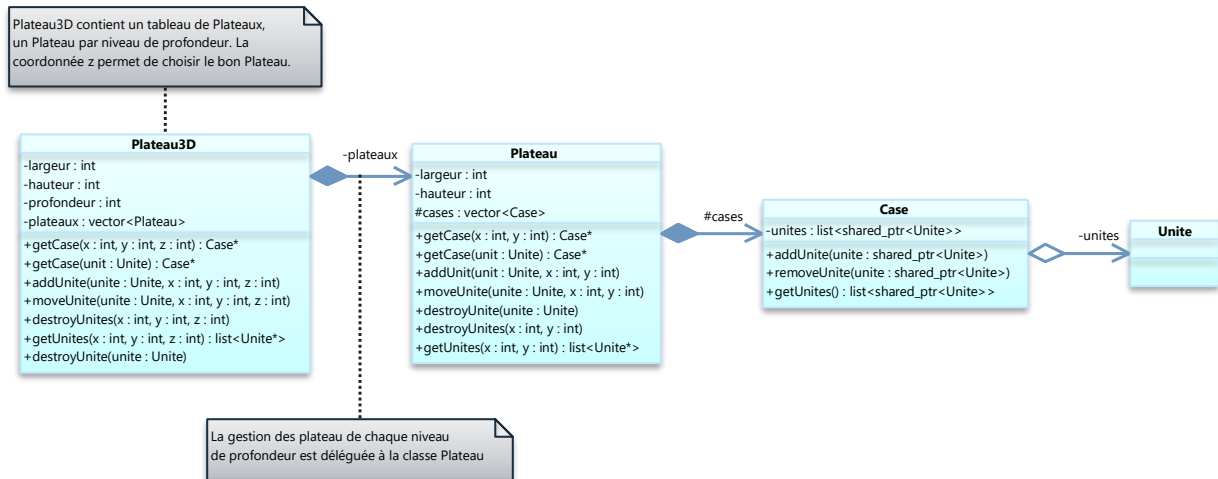 Plateau3D contient un tableau de Plateaux,
un Plateau par niveau de profondeur. La
coordonnée z permet de choisir le bon Plateau.
Plateau3D
-largeur : int
-hauteur : int
-profondeur : int
-plateaux : vector<Plateau>
+getCase(x : int, y : int, z : int) : Case*
+getCase(unit : Unite) : Case*
+addUnite(unite : Unite, x : int, y : int, z : int)
+moveUnite(unite : Unite, x : int, y : int, z : int)
+destroyUnites(x : int, y : int, z : int)
+getUnites(x : int, y : int, z : int) : list<Unite*>
+destroyUnite(unite : Unite)
-plateaux
Plateau
-largeur : int
-hauteur : int
#cases : vector<Case>
+getCase(x : int, y : int) : Case*
+getCase(unit : Unite) : Case*
+addUnit(unite : Unite, x : int, y : int)
+moveUnite(unite : Unite, x : int, y : int)
+destroyUnite(unite : Unite)
+destroyUnites(x : int, y : int)
+getUnites(x : int, y : int) : list<Unite*>
#cases
Case
-unites : list<shared_ptr<Unite>>
+addUnite(unite : shared_ptr<Unite>)
+removeUnite(unite : shared_ptr<Unite>)
+getUnites() : list<shared_ptr<Unite>>
-unites
Unite
La gestion des plateau de chaque niveau
de profondeur est déléguée à la classe Plateau